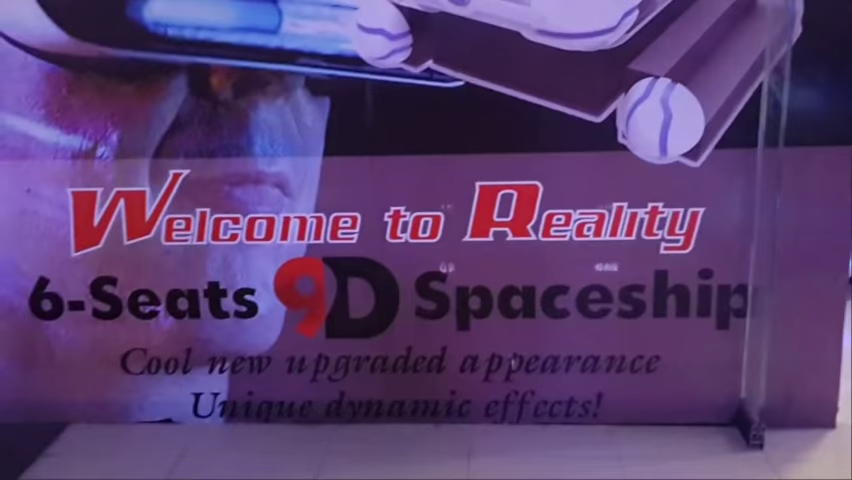 Welcome to Reality
6-Seats 9D Spaceship
Cool new upgraded appearance
Unique dynamic effects!